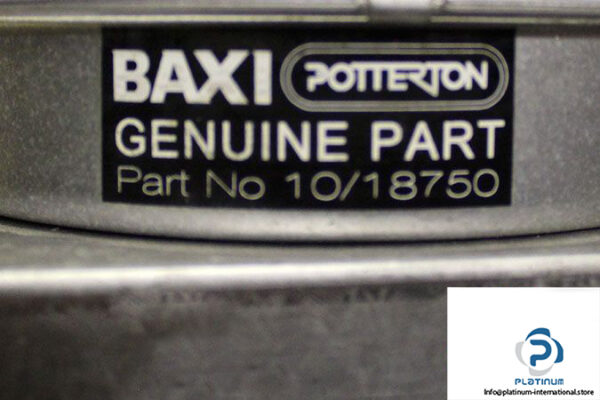 BAXI POTTERTON
GENUINE PART
Part No 10/18750
PLATINUM
Info@platinum-international.store